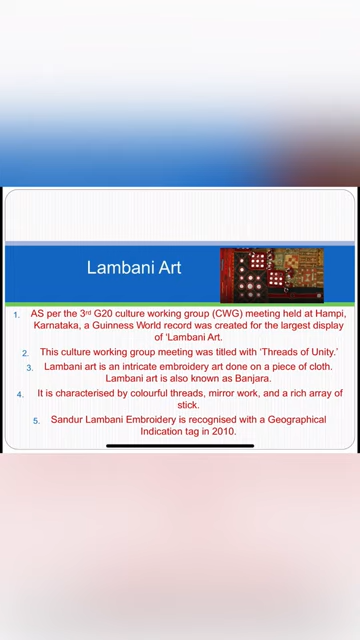 Lambani Art
1. AS per the 3rd G20 culture working group (CWG) meeting held at Hampi,
Karnataka, a Guinness World record was created for the largest display
of ‘Lambani Art.
2. This culture working group meeting was titled with ‘Threads of Unity.’
3. Lambani art is an intricate embroidery art done on a piece of cloth.
Lambani art is also known as Banjara.
4. It is characterised by colourful threads, mirror work, and a rich array of
stick.
5. Sandur Lambani Embroidery is recognised with a Geographical
Indication tag in 2010.